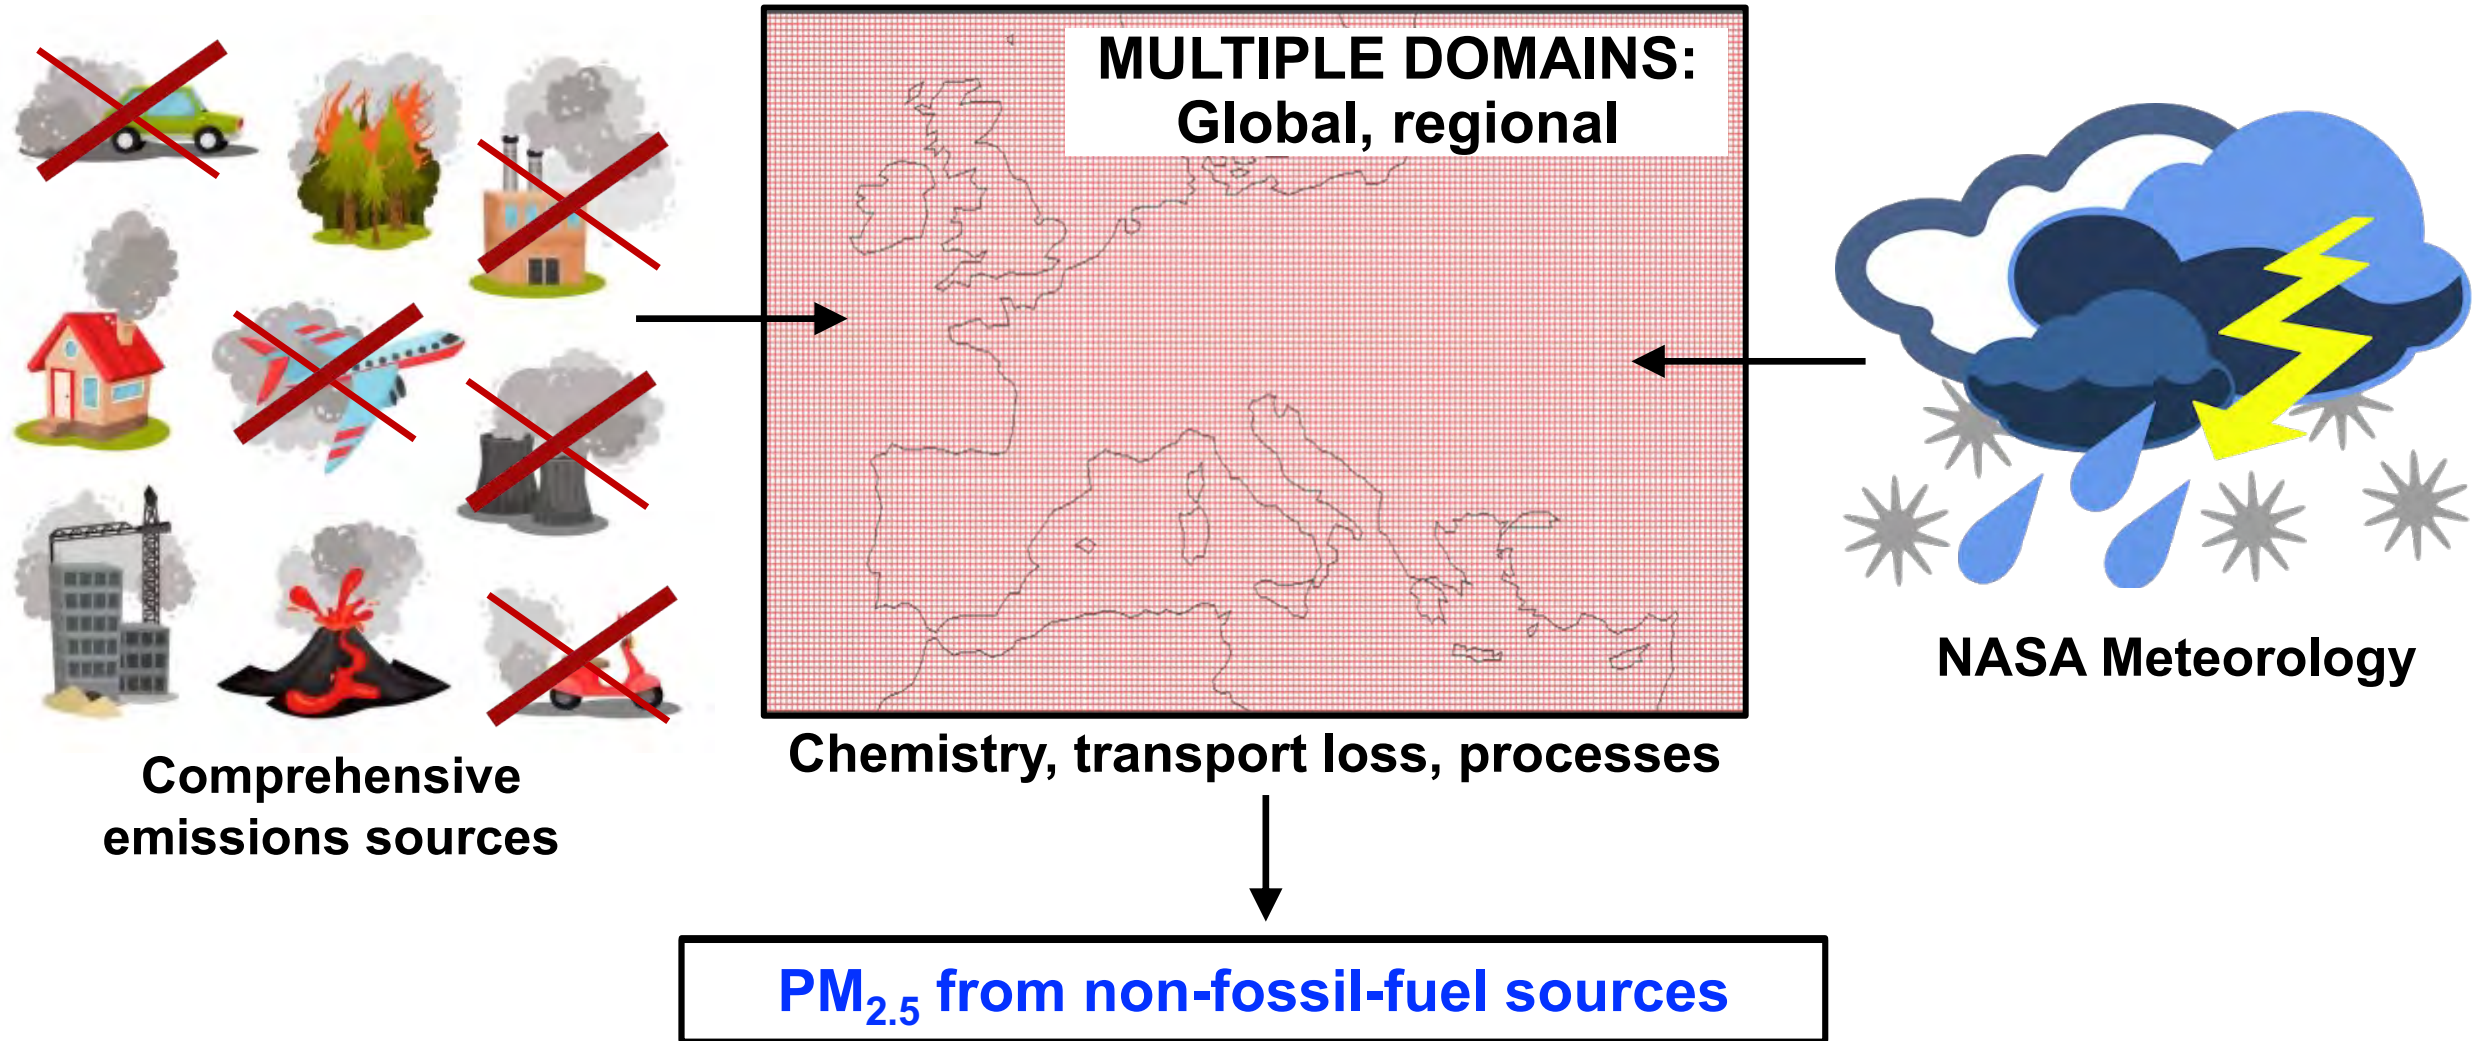 MULTIPLE DOMAINS:
Global, regional
NASA Meteorology
Chemistry, transport loss, processes
Comprehensive
emissions sources
PM₂.₅ from non-fossil-fuel sources